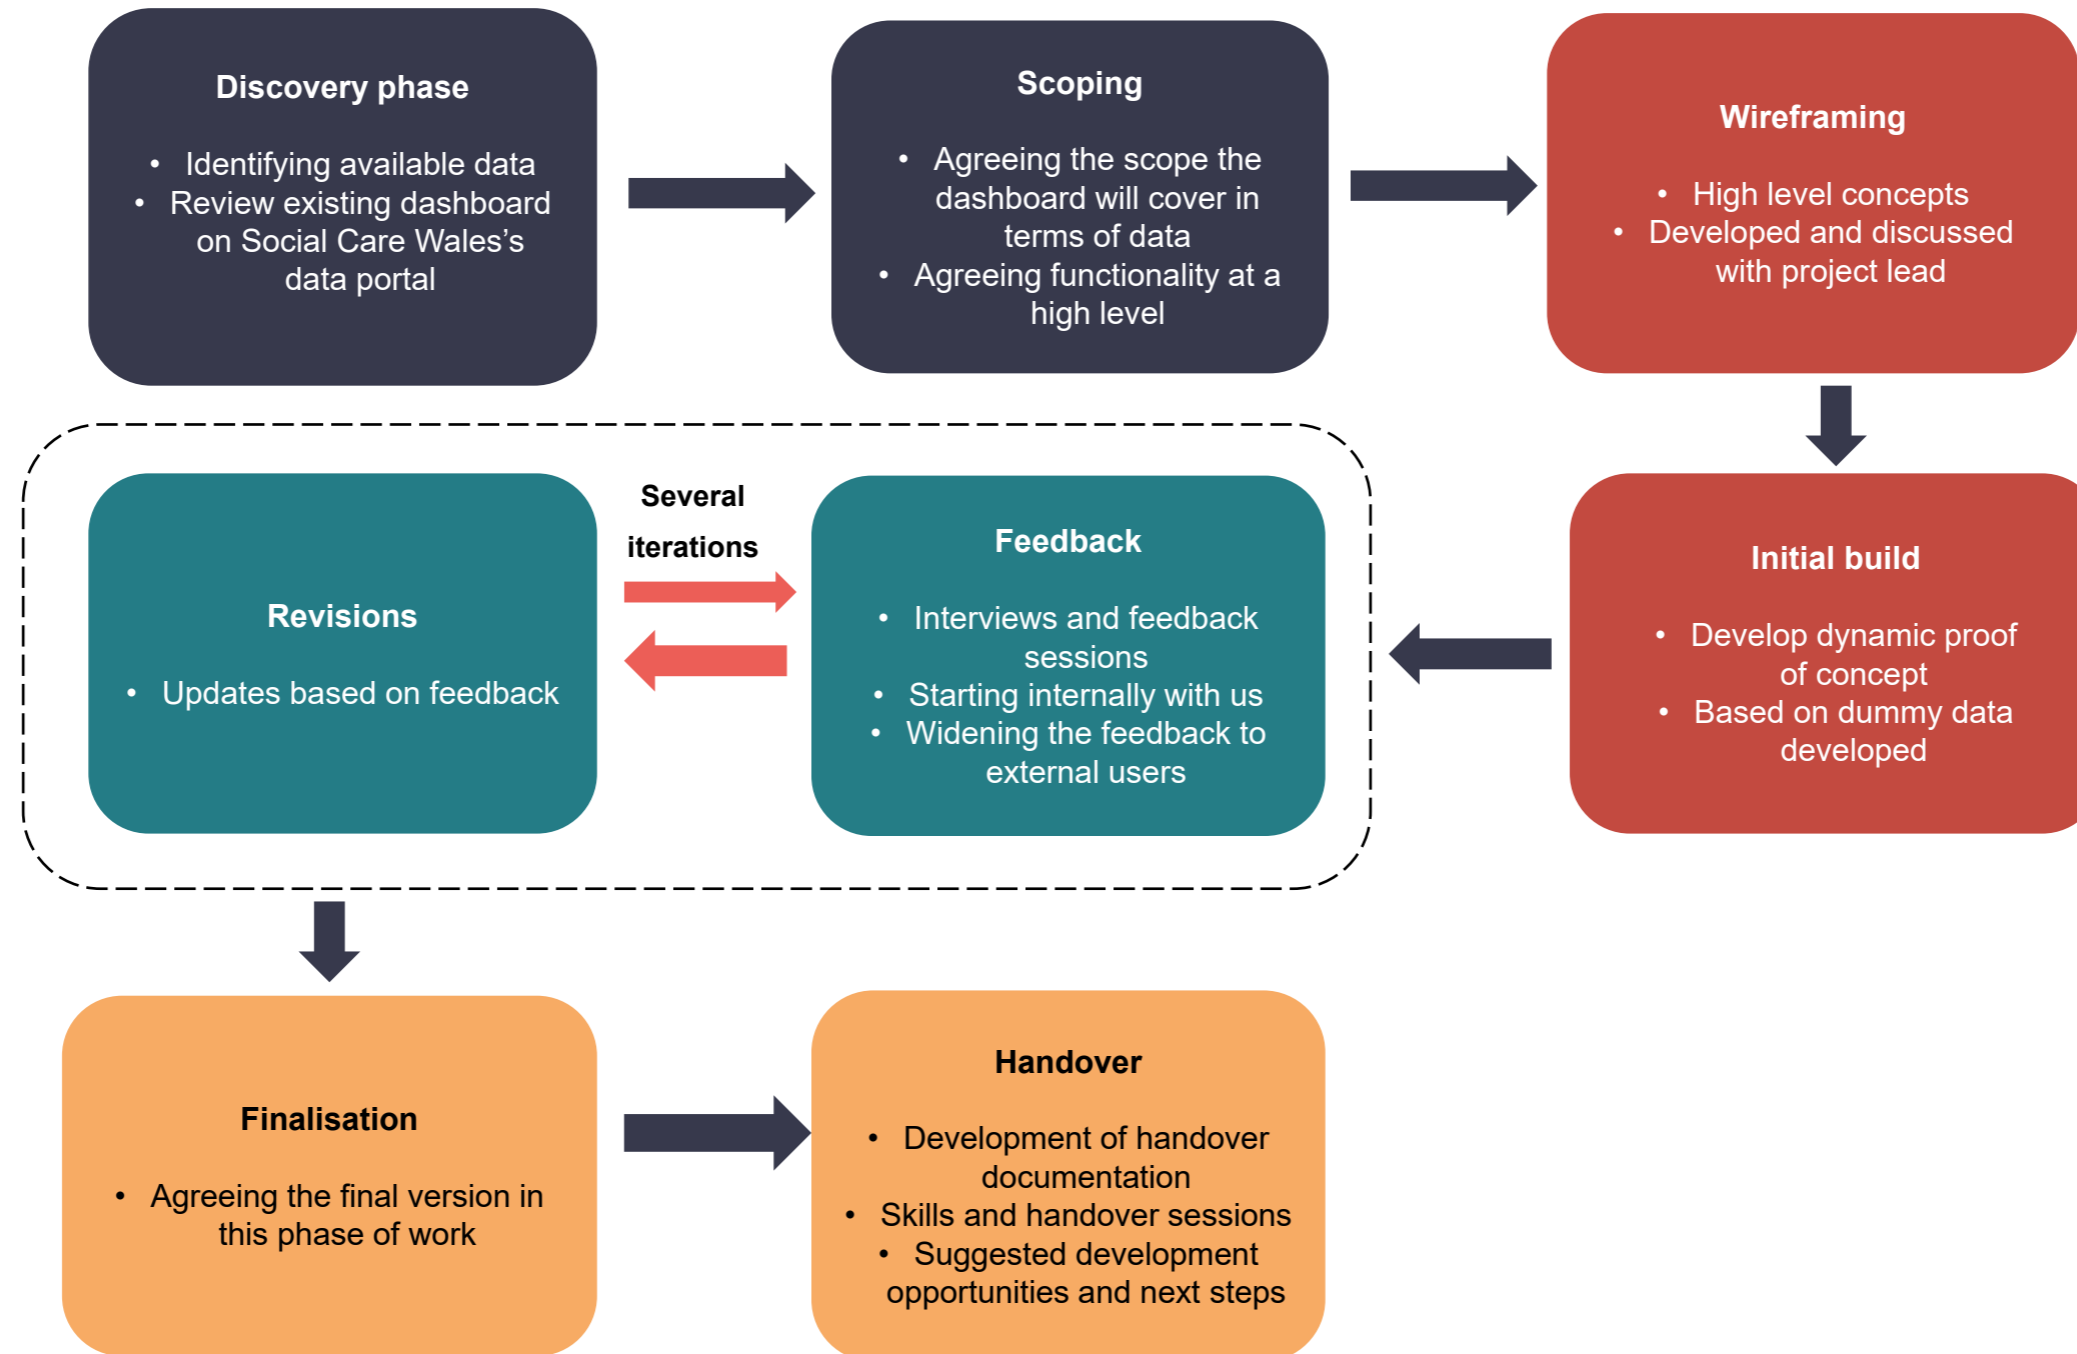 Discovery phase
• Identifying available data
• Review existing dashboard
on Social Care Wales’s
data portal
Scoping
• Agreeing the scope the
dashboard will cover in
terms of data
• Agreeing functionality at a
high level
Wireframing
• High level concepts
• Developed and discussed
with project lead
Initial build
• Develop dynamic proof
of concept
• Based on dummy data
developed
Feedback
• Interviews and feedback
sessions
• Starting internally with us
• Widening the feedback to
external users
Several
iterations
Revisions
• Updates based on feedback
Finalisation
• Agreeing the final version in
this phase of work
Handover
• Development of handover
documentation
• Skills and handover sessions
• Suggested development
opportunities and next steps